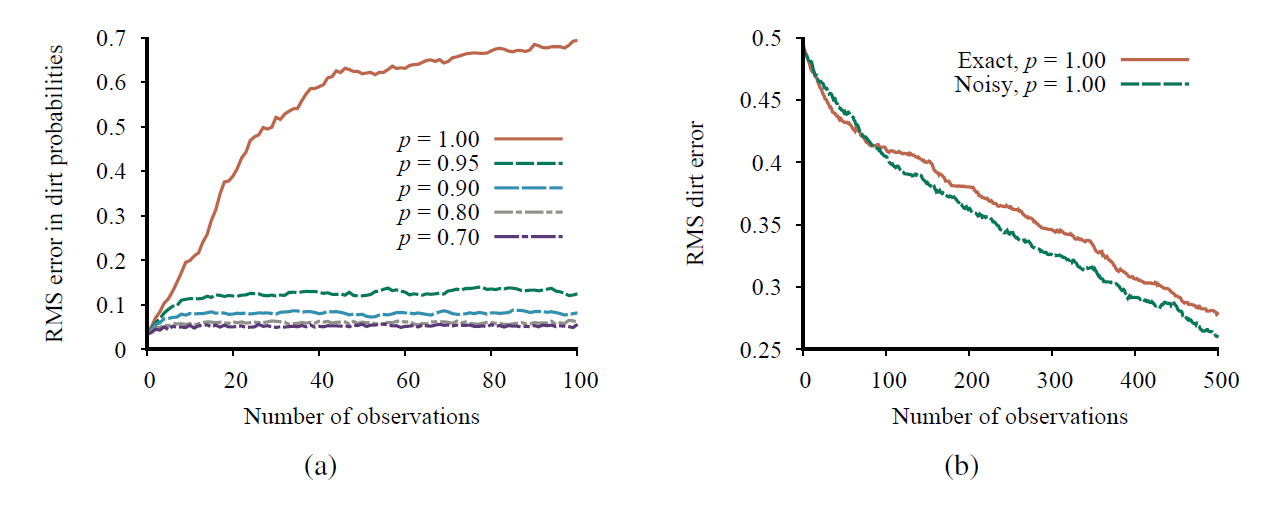 RMS error in dirt probabilities
0.7
0.6
0.5
0.4
0.3
0.2
0.1
0
p = 1.00
p = 0.95
p = 0.90
p = 0.80
p = 0.70
0 20 40 60 80 100
Number of observations
(a)
RMS dirt error
0.5
0.45
0.4
0.35
0.3
0.25
Exact, p = 1.00
Noisy, p = 1.00
0 100 200 300 400 500
Number of observations
(b)